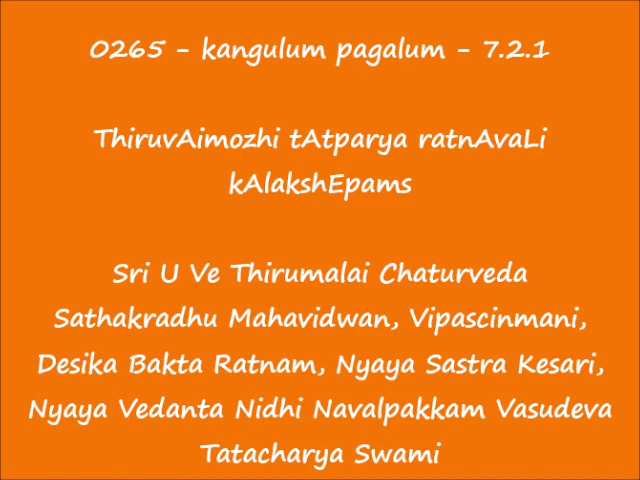 0265 - kangulum pagalum - 7.2.1
ThiruvAimozhi tAtparya ratnAvaLi
kAlakshEpams
Sri U Ve Thirumalai Chaturveda
Sathakradhu Mahavidwan, Vipascinmani,
Desika Bakta Ratnam, Nyaya Sastra Kesari,
Nyaya Vedanta Nidhi Navalpakkam Vasudeva
Tatacharya Swami